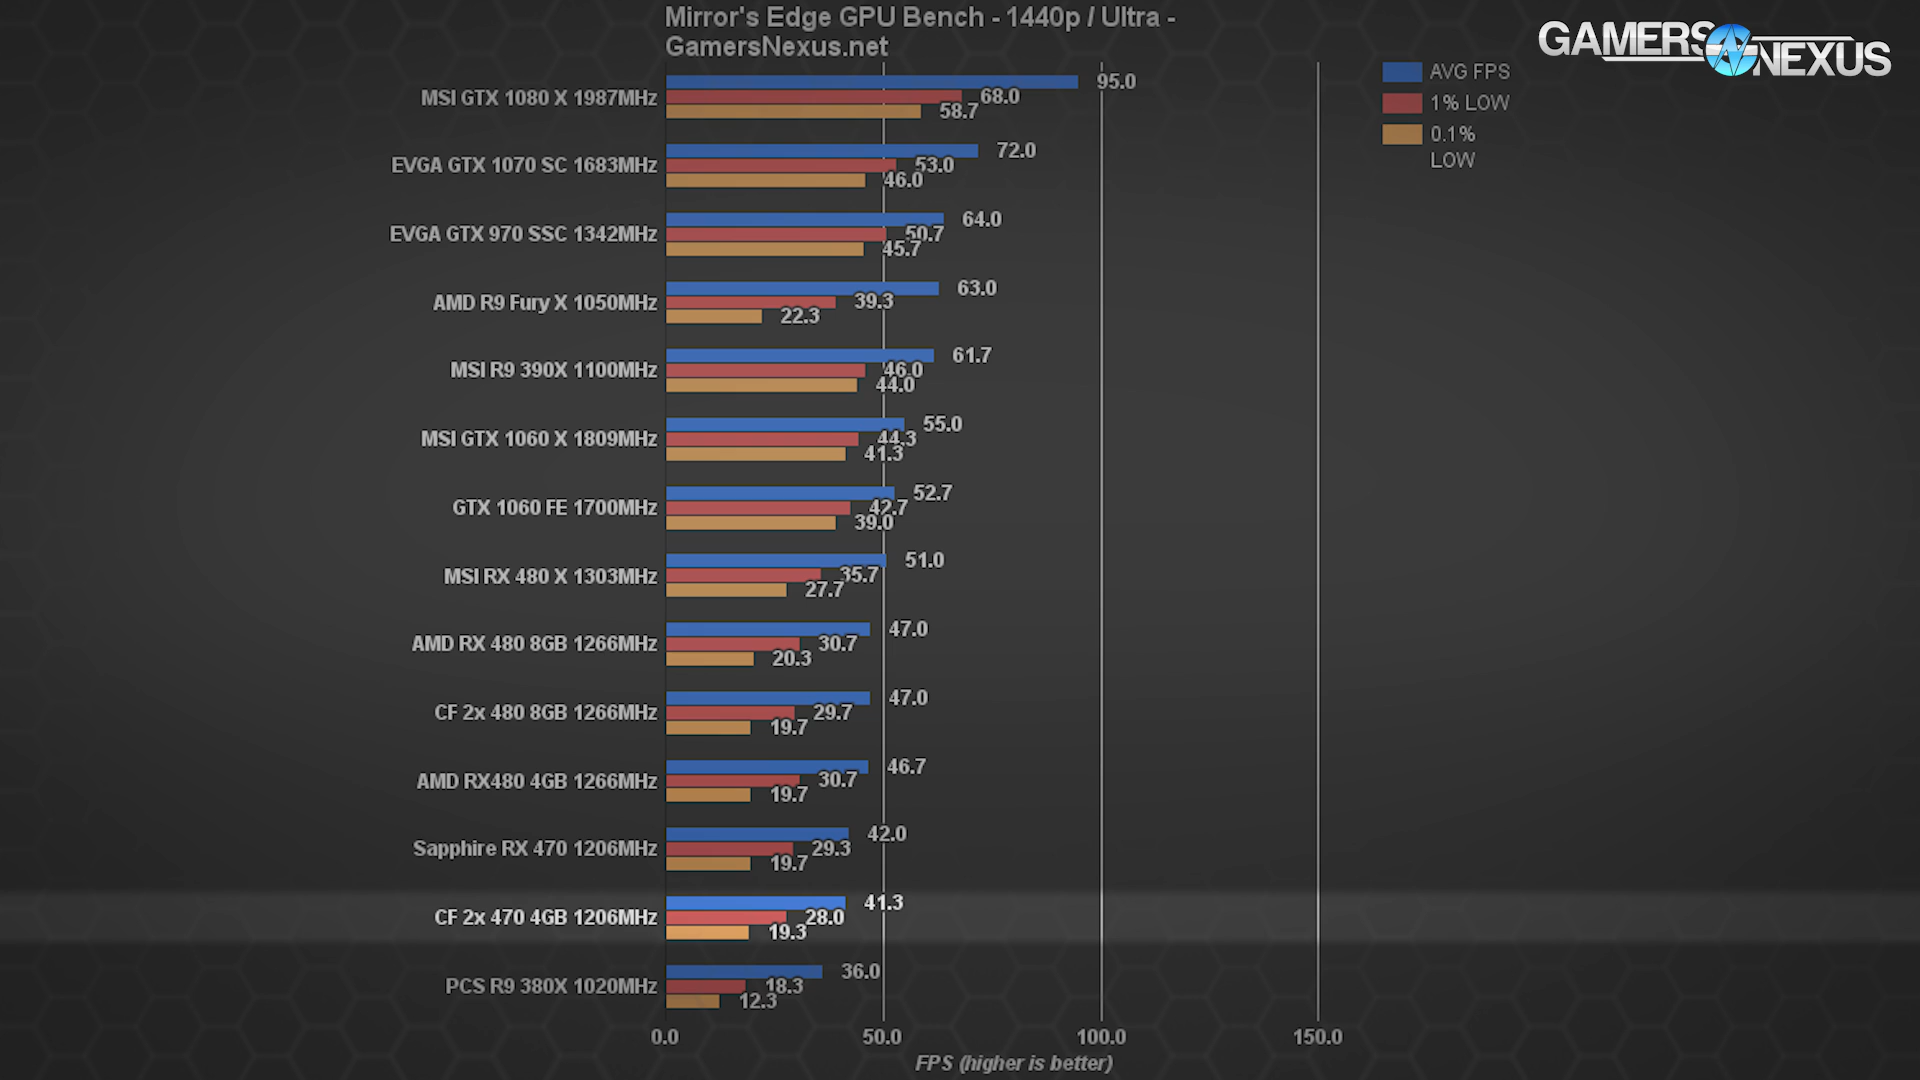 Mirror's Edge GPU Bench - 1440p / Ultra -
GamersNexus.net
GAMERS NEXUS
AVG FPS
1% LOW
0.1%
LOW
MSI GTX 1080 X 1987MHz
95.0
68.0
58.7
EVGA GTX 1070 SC 1683MHz
72.0
53.0
46.0
EVGA GTX 970 SSC 1342MHz
64.0
50.7
45.7
AMD R9 Fury X 1050MHz
63.0
39.3
22.3
MSI R9 390X 1100MHz
61.7
46.0
44.0
MSI GTX 1060 X 1809MHz
55.0
44.3
41.3
GTX 1060 FE 1700MHz
52.7
42.7
39.0
MSI RX 480 X 1303MHz
51.0
35.7
27.7
AMD RX 480 8GB 1266MHz
47.0
30.7
20.3
CF 2x 480 8GB 1266MHz
47.0
29.7
19.7
AMD RX480 4GB 1266MHz
46.7
30.7
19.7
Sapphire RX 470 1206MHz
42.0
29.3
19.7
CF 2x 470 4GB 1206MHz
41.3
28.0
19.3
PCS R9 380X 1020MHz
36.0
18.3
12.3
0.0 50.0 100.0 150.0
FPS (higher is better)